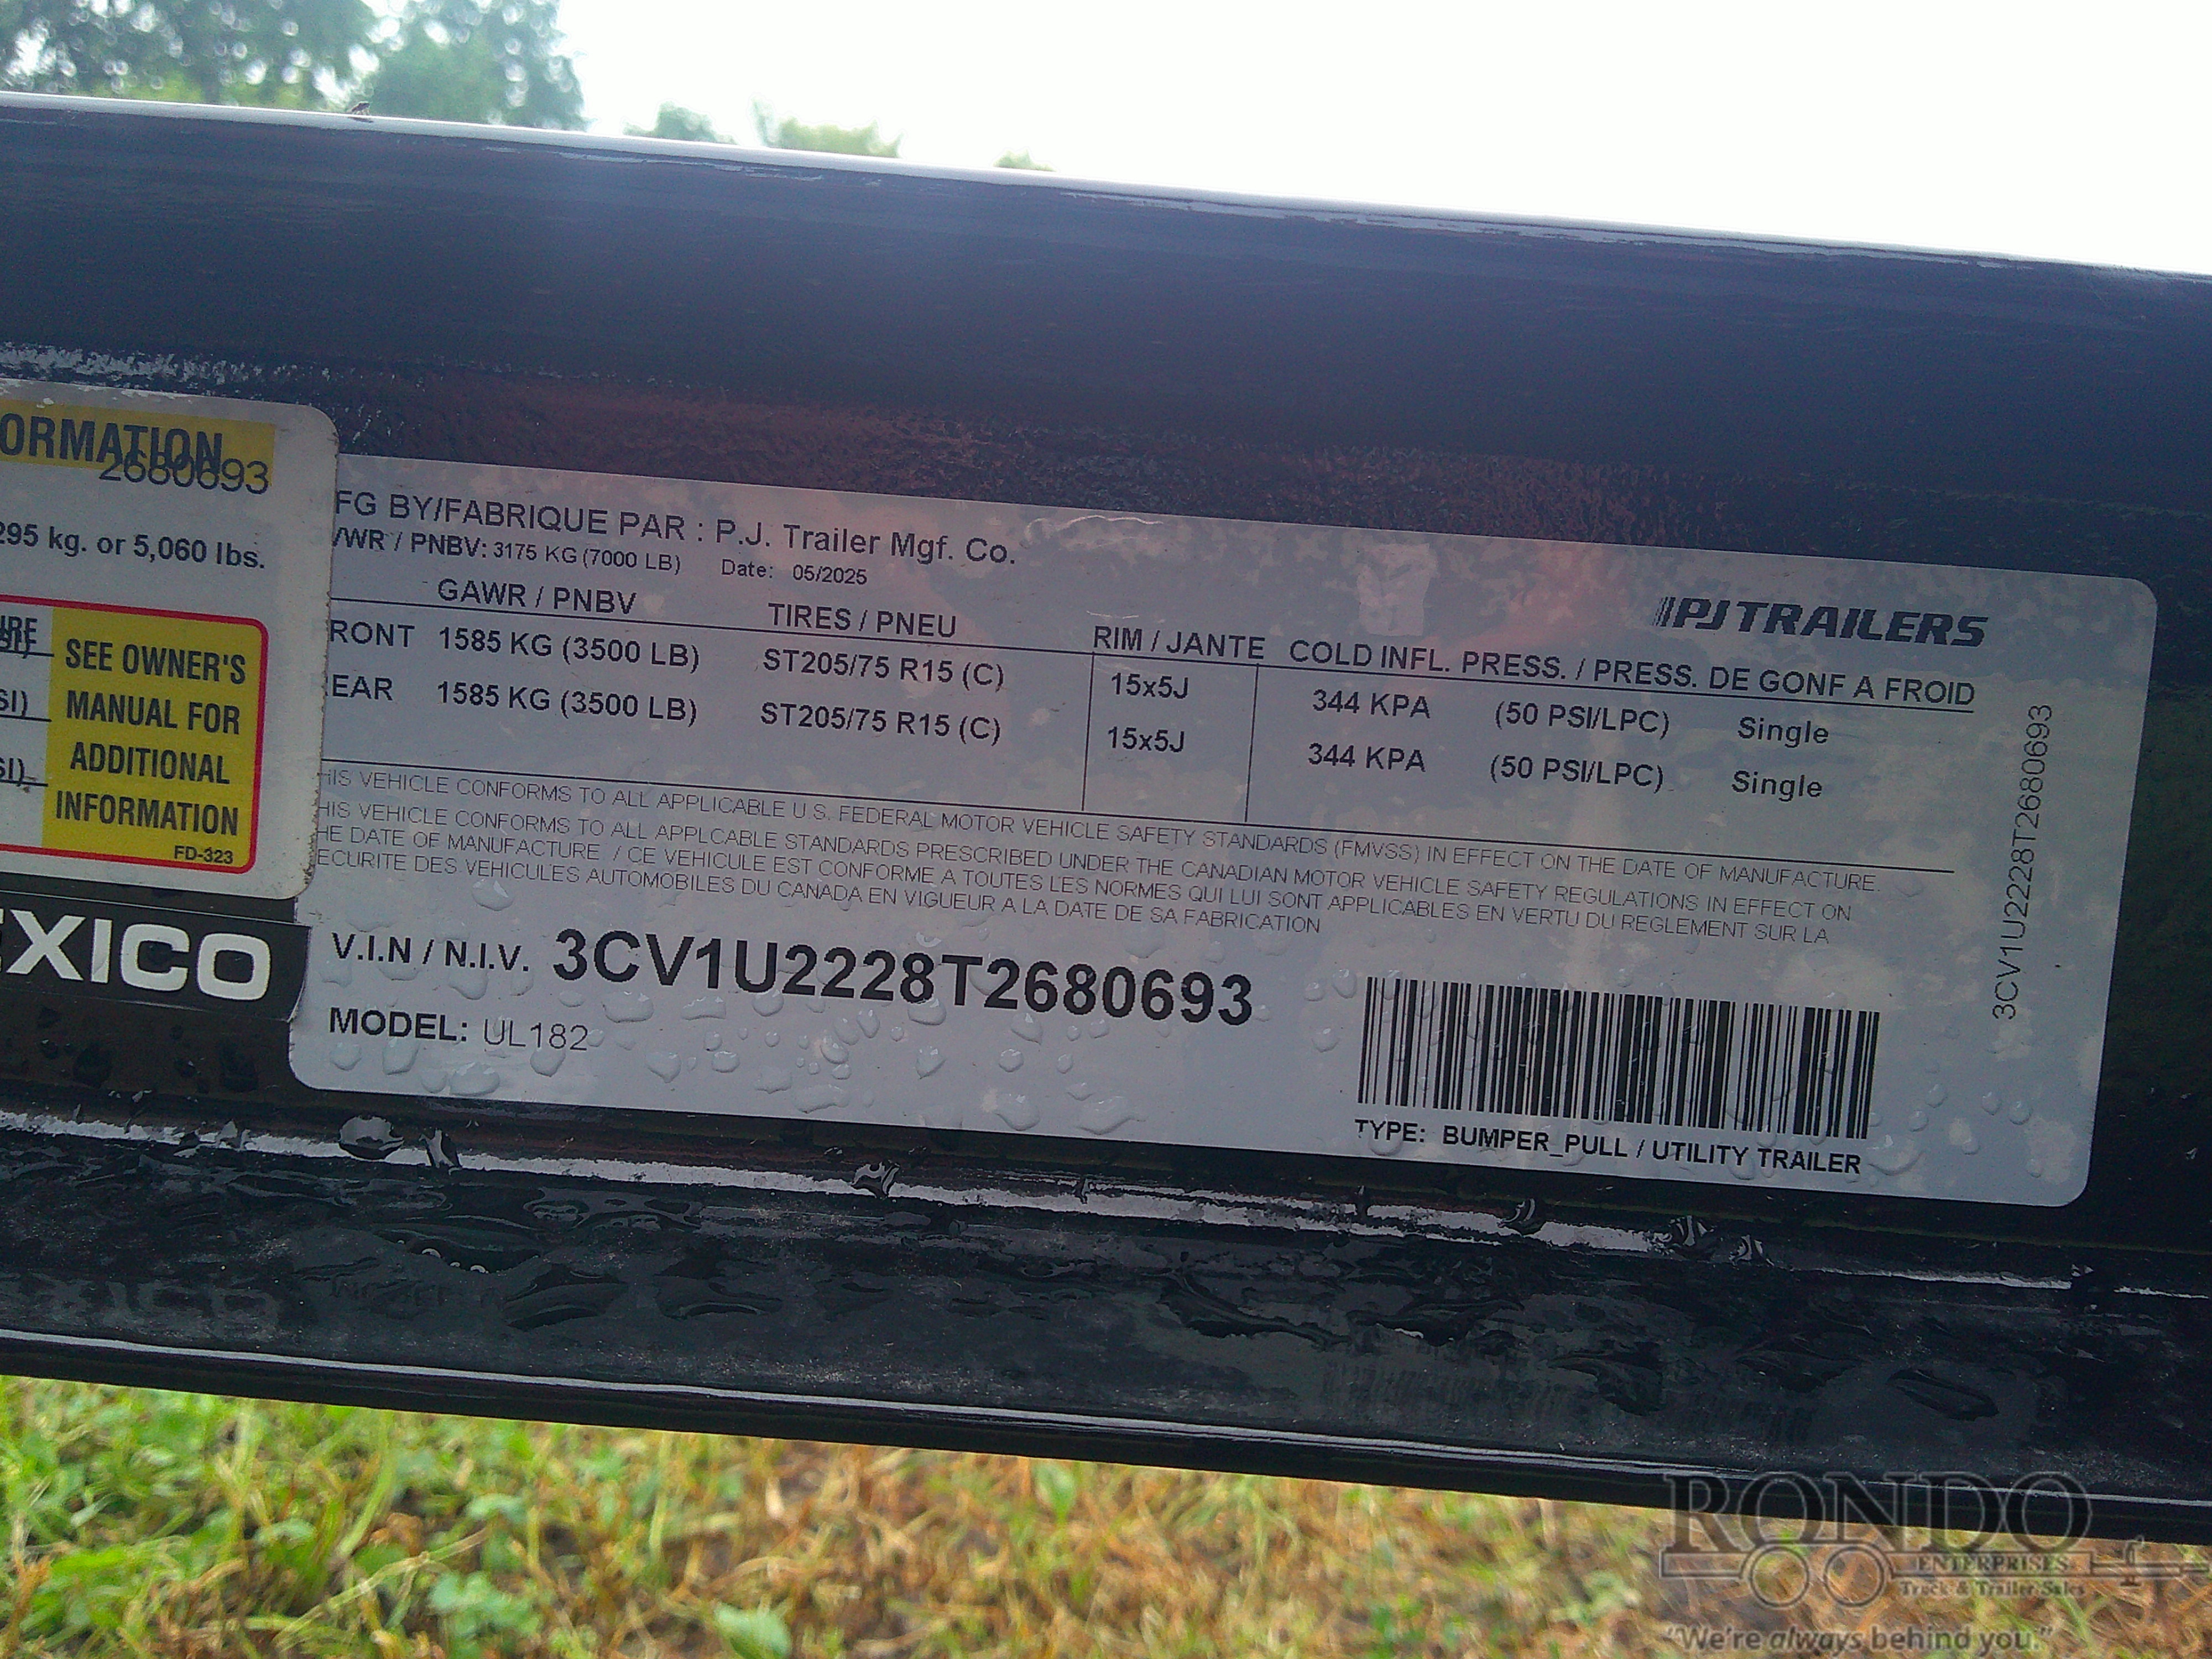 ORMATION
2680693
295 kg. or 5,060 lbs.
SEE OWNER'S
MANUAL FOR
ADDITIONAL
INFORMATION
FD-323
EXICO
FG BY/FABRIQUE PAR : P.J. Trailer Mgf. Co.
/WR / PNBV: 3175 KG (7000 LB) Date: 05/2025
PJ TRAILERS
GAWR / PNBV TIRES / PNEU RIM / JANTE COLD INFL. PRESS. / PRESS. DE GONF A FROID
RONT 1585 KG (3500 LB) ST205/75 R15 (C) 15x5J 344 KPA (50 PSI/LPC) Single
EAR 1585 KG (3500 LB) ST205/75 R15 (C) 15x5J 344 KPA (50 PSI/LPC) Single
HIS VEHICLE CONFORMS TO ALL APPLICABLE U.S. FEDERAL MOTOR VEHICLE SAFETY STANDARDS (FMVSS) IN EFFECT ON THE DATE OF MANUFACTURE.
HIS VEHICLE CONFORMS TO ALL APPLCABLE STANDARDS PRESCRIBED UNDER THE CANADIAN MOTOR VEHICLE SAFETY REGULATIONS IN EFFECT ON
HE DATE OF MANUFACTURE / CE VEHICULE EST CONFORME A TOUTES LES NORMES QUI LUI SONT APPLICABLES EN VERTU DU REGLEMENT SUR LA
ECURITE DES VEHICULES AUTOMOBILES DU CANADA EN VIGUEUR A LA DATE DE SA FABRICATION
V.I.N / N.I.V. 3CV1U2228T2680693
MODEL: UL182
TYPE: BUMPER_PULL / UTILITY TRAILER
3CV1U2228T2680693
RONDO
ENTERPRISES
Truck & Trailer Sales
"We're always behind you."